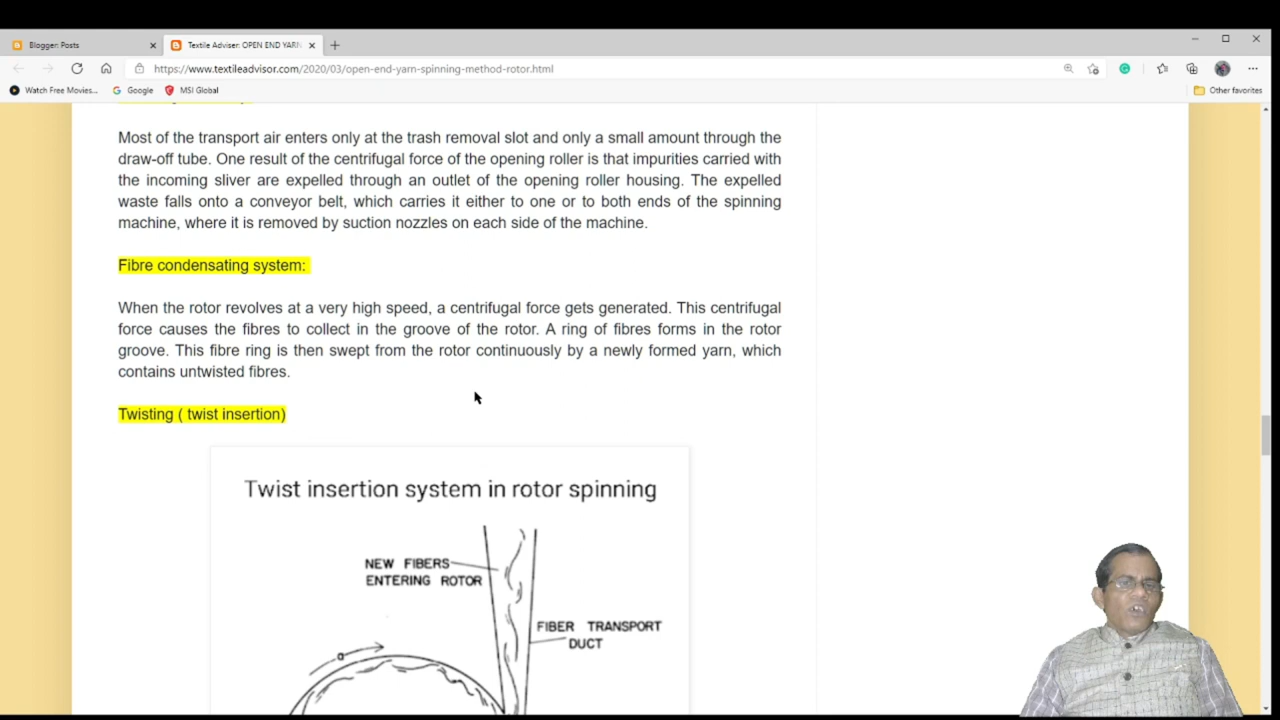 Blogger: Posts
Textile Adviser: OPEN END YARN
https://www.textileadvisor.com/2020/03/open-end-yarn-spinning-method-rotor.html
Watch Free Movies...
Google
MSI Global
Other favorites
Most of the transport air enters only at the trash removal slot and only a small amount through the
draw-off tube. One result of the centrifugal force of the opening roller is that impurities carried with
the incoming sliver are expelled through an outlet of the opening roller housing. The expelled
waste falls onto a conveyor belt, which carries it either to one or to both ends of the spinning
machine, where it is removed by suction nozzles on each side of the machine.
Fibre condensating system:
When the rotor revolves at a very high speed, a centrifugal force gets generated. This centrifugal
force causes the fibres to collect in the groove of the rotor. A ring of fibres forms in the rotor
groove. This fibre ring is then swept from the rotor continuously by a newly formed yarn, which
contains untwisted fibres.
Twisting ( twist insertion)
Twist insertion system in rotor spinning
NEW FIBERS
ENTERING ROTOR
FIBER TRANSPORT
DUCT